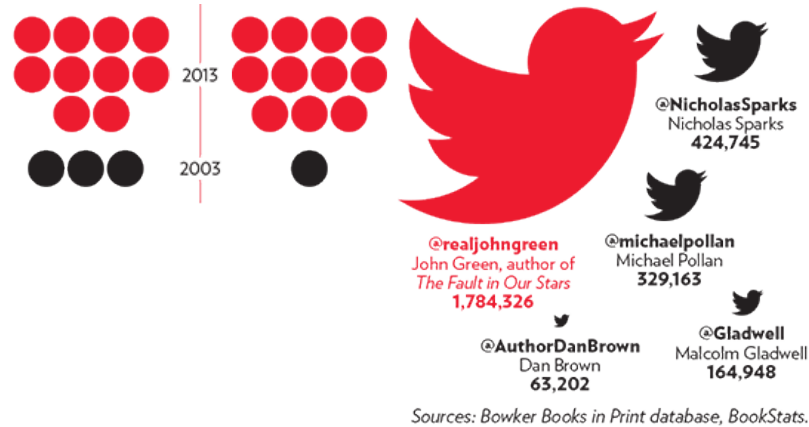 2013
2003
@NicholasSparks
Nicholas Sparks
424,745
@realjohngreen
John Green, author of
The Fault in Our Stars
1,784,326
@michaelpollan
Michael Pollan
329,163
@AuthorDanBrown
Dan Brown
63,202
@Gladwell
Malcolm Gladwell
164,948
Sources: Bowker Books in Print database, BookStats.